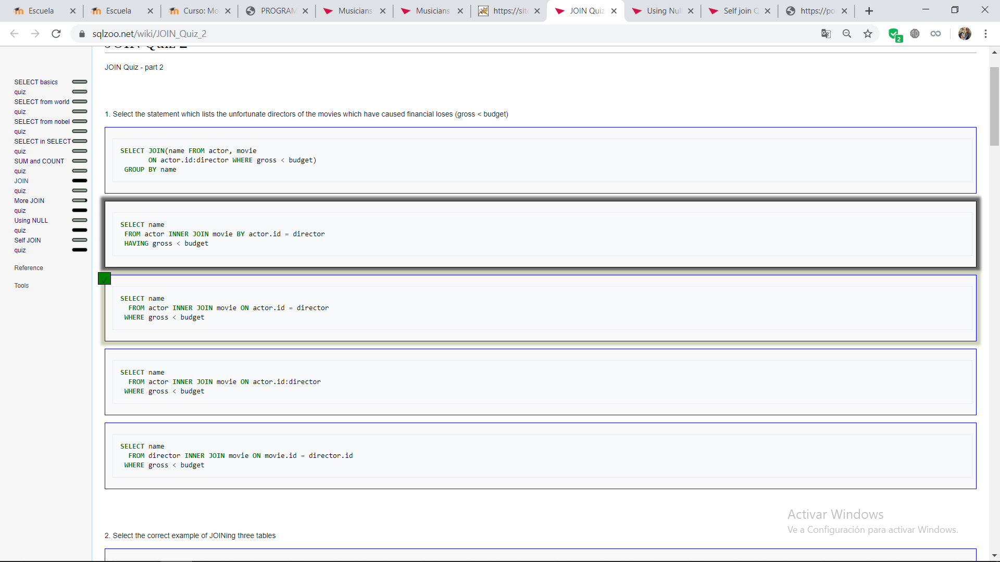 Escuela
Escuela
Curso: Mo
PROGRAM
Musicians
Musicians
https://sit
JOIN Quiz
Using Nul
Self join Q
https://po
sqlzoo.net/wiki/JOIN_Quiz_2
2
JOIN Quiz 2
JOIN Quiz - part 2
SELECT basics
quiz
SELECT from world
quiz
SELECT from nobel
quiz
SELECT in SELECT
quiz
SUM and COUNT
quiz
JOIN
quiz
More JOIN
quiz
Using NULL
quiz
Self JOIN
quiz
Reference
Tools
1. Select the statement which lists the unfortunate directors of the movies which have caused financial loses (gross < budget)
SELECT JOIN(name FROM actor, movie
ON actor.id:director WHERE gross < budget)
GROUP BY name
SELECT name
FROM actor INNER JOIN movie BY actor.id = director
HAVING gross < budget
SELECT name
FROM actor INNER JOIN movie ON actor.id = director
WHERE gross < budget
SELECT name
FROM actor INNER JOIN movie ON actor.id:director
WHERE gross < budget
SELECT name
FROM director INNER JOIN movie ON movie.id = director.id
WHERE gross < budget
2. Select the correct example of JOINing three tables
Activar Windows
Ve a Configuración para activar Windows.